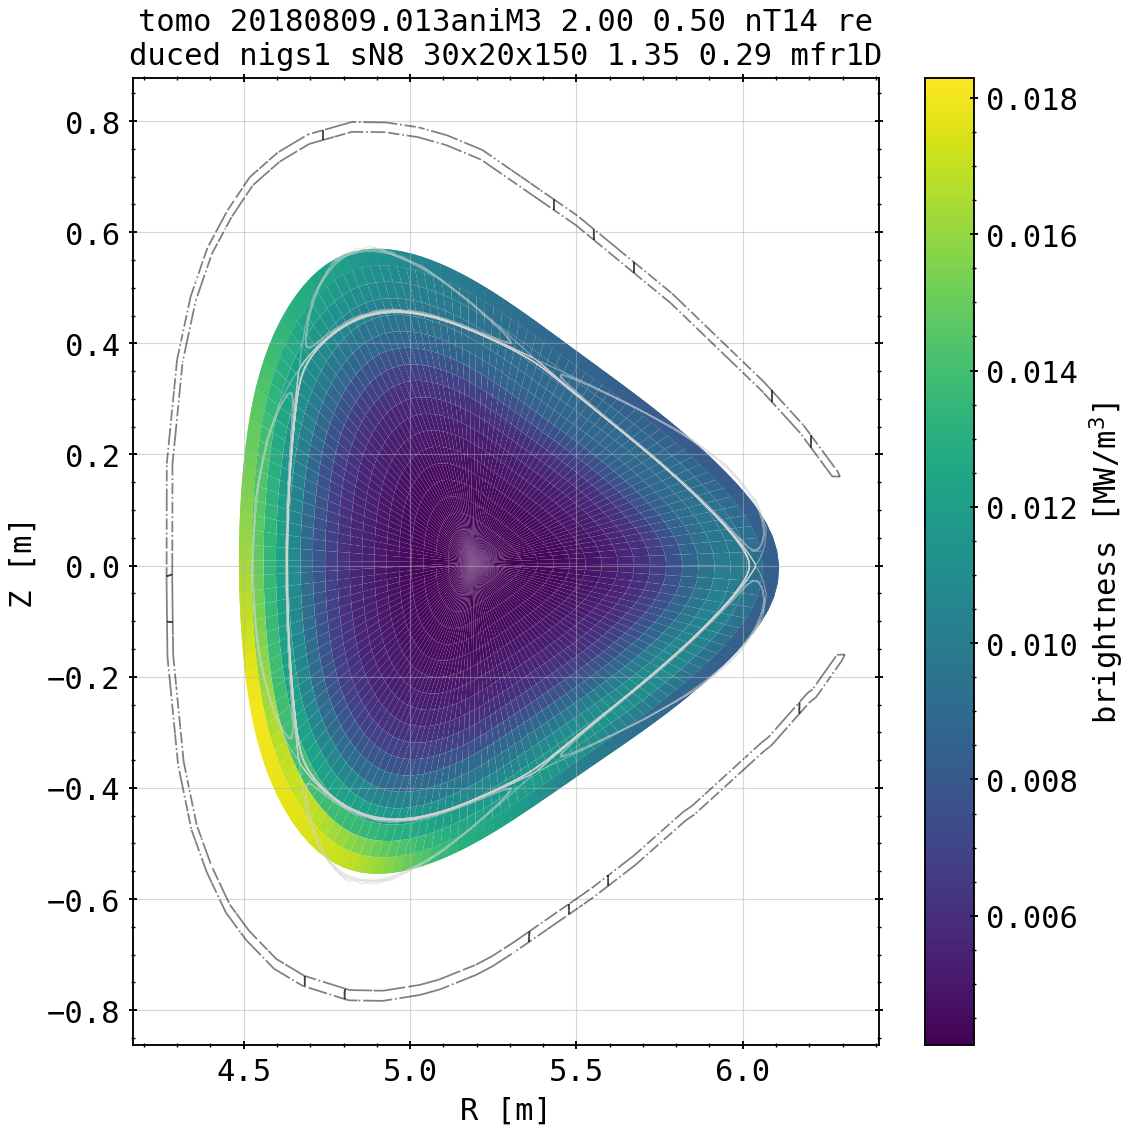 tomo 20180809.013aniM3 2.00 0.50 nT14 re
duced nigs1 sN8 30x20x150 1.35 0.29 mfr1D
0.8
0.6
0.4
0.2
0.0
−0.2
−0.4
−0.6
−0.8
Z [m]
4.5 5.0 5.5 6.0
R [m]
0.018
0.016
0.014
0.012
0.010
0.008
0.006
brightness [MW/m³]